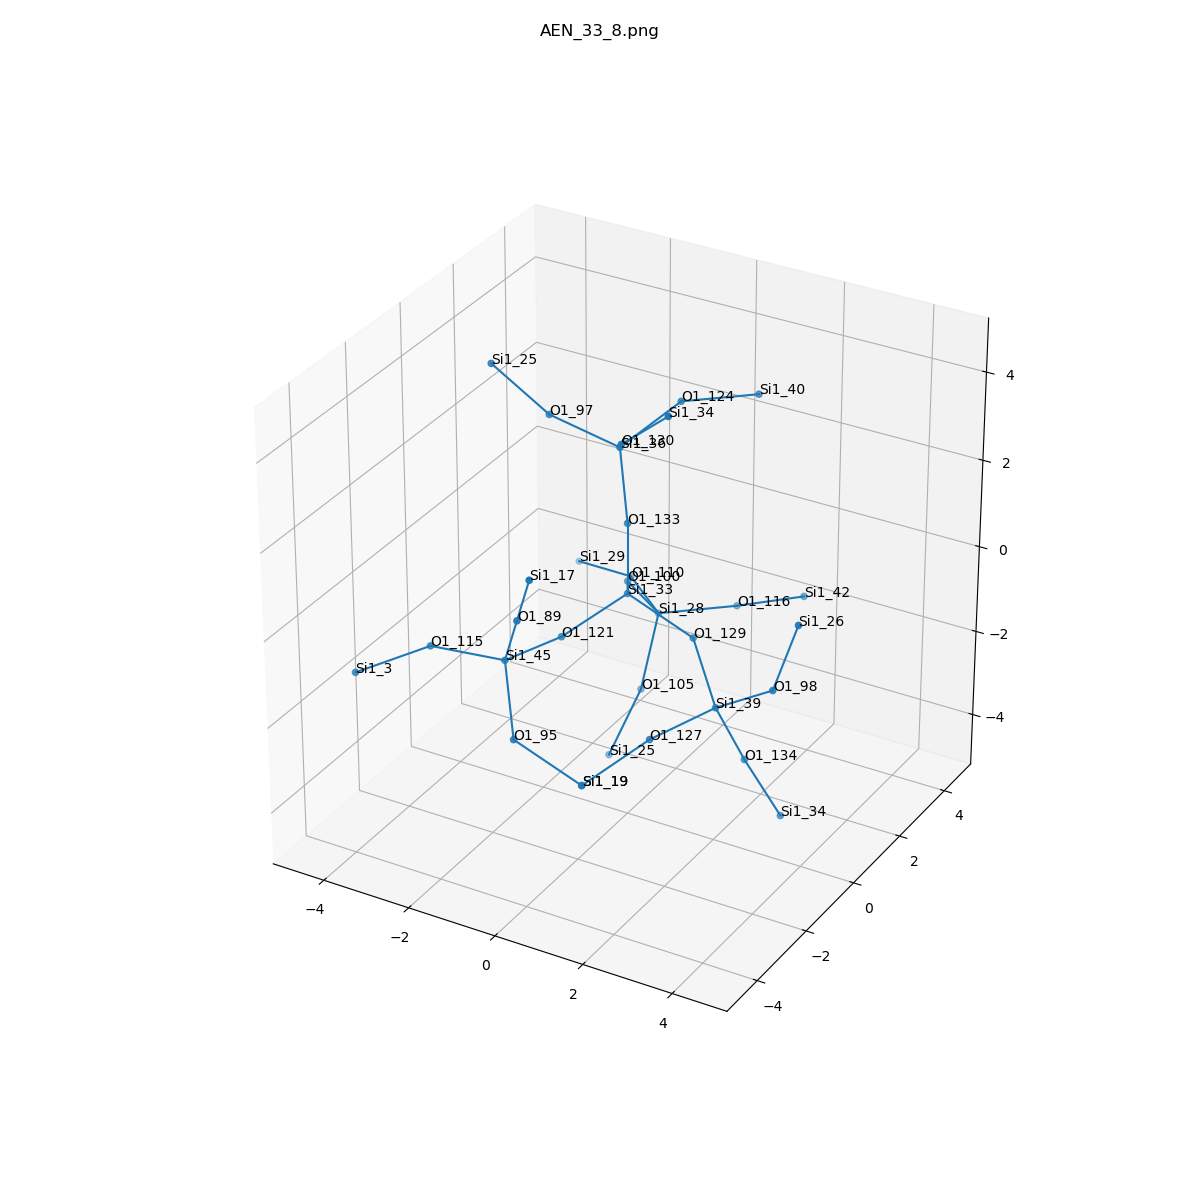 AEN_33_8.png
Si1_25
O1_97
O1_124
Si1_40
Si1_34
O1_130
Si1_36
O1_133
Si1_29
O1_110
Si1_17
O1_100
Si1_33
Si1_42
O1_116
Si1_28
O1_89
Si1_26
O1_121
O1_129
O1_115
Si1_45
Si1_3
O1_105
O1_98
Si1_39
O1_95
O1_127
Si1_25
O1_134
Si1_19
Si1_34
4
2
0
−2
−4
4
2
0
−2
−4
−4
−2
0
2
4